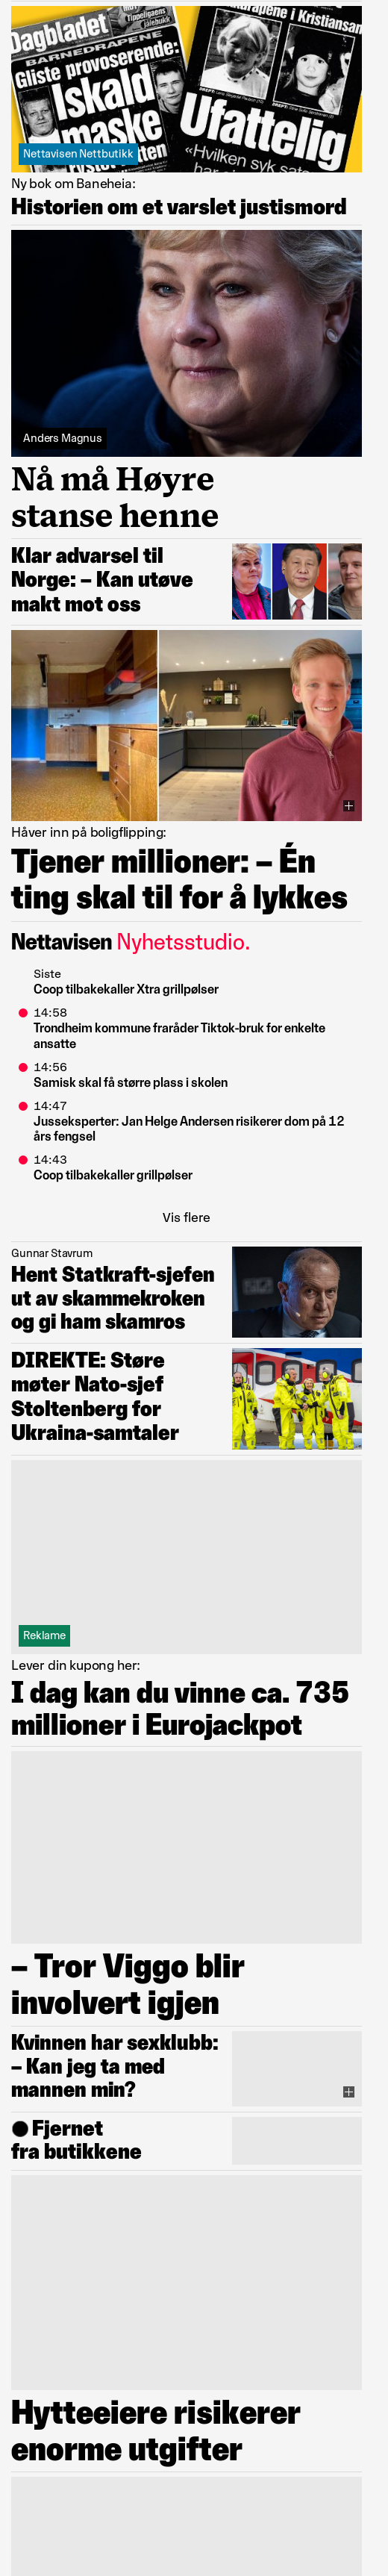 Dagbladet
BARNEDRAPENE
Gliste provoserende:
Iskald
maske
Ufattelig
«Hvilken syk
Nettavisen Nettbutikk
Ny bok om Baneheia:
Historien om et varslet justismord
Anders Magnus
Nå må Høyre
stanse henne
Klar advarsel til
Norge: – Kan utøve
makt mot oss
Håver inn på boligflipping:
Tjener millioner: – Én
ting skal til for å lykkes
Nettavisen Nyhetsstudio.
Siste
Coop tilbakekaller Xtra grillpølser
14:58
Trondheim kommune fraråder Tiktok-bruk for enkelte
ansatte
14:56
Samisk skal få større plass i skolen
14:47
Jusseksperter: Jan Helge Andersen risikerer dom på 12
års fengsel
14:43
Coop tilbakekaller grillpølser
Vis flere
Gunnar Stavrum
Hent Statkraft-sjefen
ut av skammekroken
og gi ham skamros
DIREKTE: Støre
møter Nato-sjef
Stoltenberg for
Ukraina-samtaler
Reklame
Lever din kupong her:
I dag kan du vinne ca. 735
millioner i Eurojackpot
– Tror Viggo blir
involvert igjen
Kvinnen har sexklubb:
– Kan jeg ta med
mannen min?
Fjernet
fra butikkene
Hytteeiere risikerer
enorme utgifter